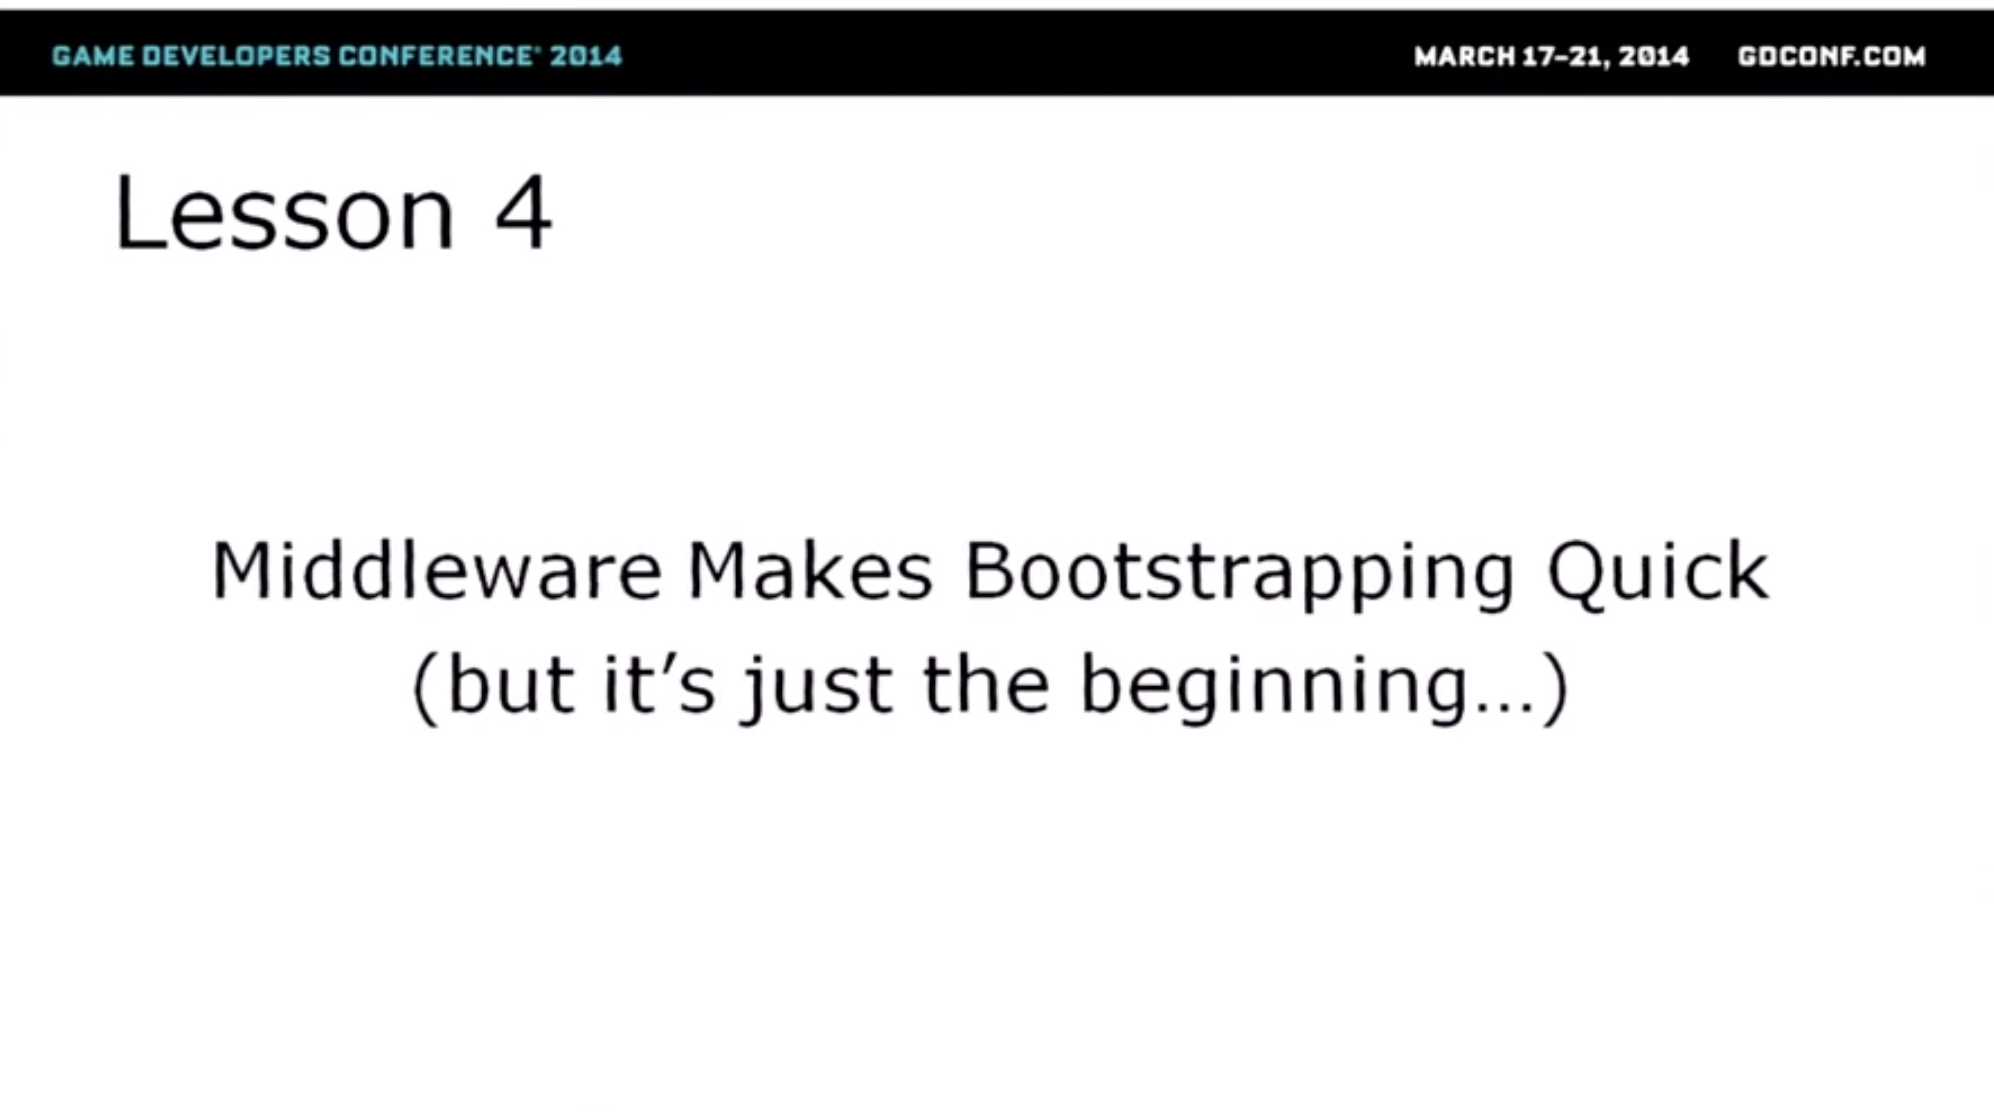 GAME DEVELOPERS CONFERENCE® 2014 MARCH 17–21, 2014 GDCONF.COM
Lesson 4
Middleware Makes Bootstrapping Quick
(but it’s just the beginning…)